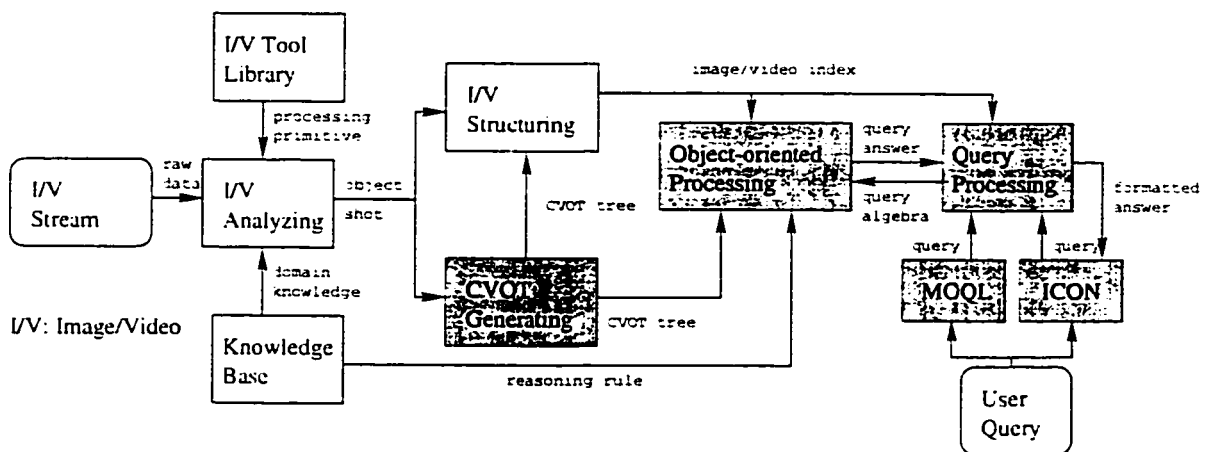 I/V Tool
Library
processing
primitive
I/V
Stream
raw
data
I/V
Analyzing
object
shot
domain
knowledge
I/V: Image/Video
Knowledge
Base
I/V
Structuring
CVOT tree
CVOT
Generating
CVOT tree
reasoning rule
image/video index
Object-oriented
Processing
query
answer
query
algebra
Query
Processing
formatted
answer
query
query
MOQL
ICON
User
Query